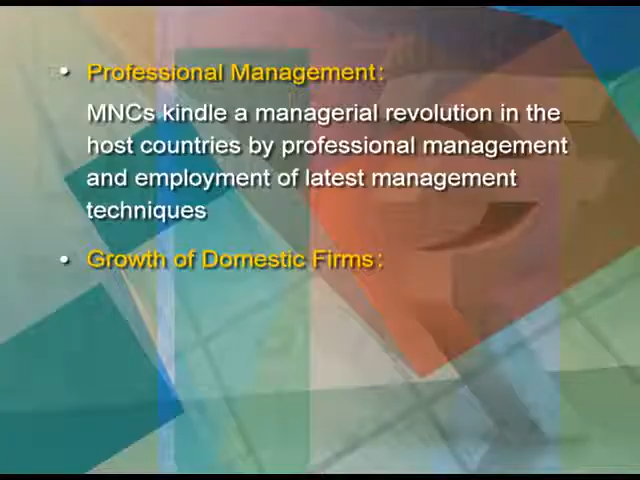 • Professional Management:
MNCs kindle a managerial revolution in the
host countries by professional management
and employment of latest management
techniques
• Growth of Domestic Firms: